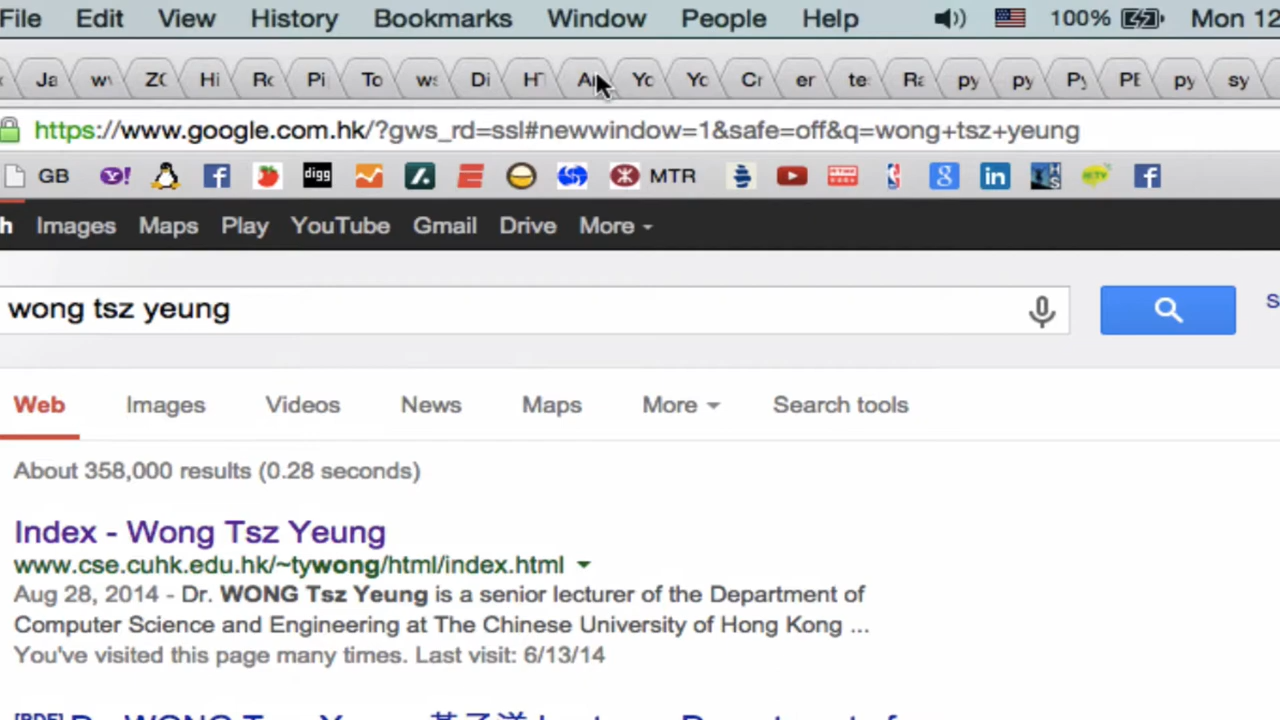 File Edit View History Bookmarks Window People Help 100% Mon 12
Ja w Hi Pi To Di Yo Yo Cr er te Ra py py Py PE py sy
https://www.google.com.hk/?gws_rd=ssl#newwindow=1&safe=off&q=wong+tsz+yeung
GB Y! digg MTR in f
h Images Maps Play YouTube Gmail Drive More
wong tsz yeung
S
Web Images Videos News Maps More Search tools
About 358,000 results (0.28 seconds)
Index - Wong Tsz Yeung
www.cse.cuhk.edu.hk/~tywong/html/index.html
Aug 28, 2014 - Dr. WONG Tsz Yeung is a senior lecturer of the Department of
Computer Science and Engineering at The Chinese University of Hong Kong ...
You've visited this page many times. Last visit: 6/13/14